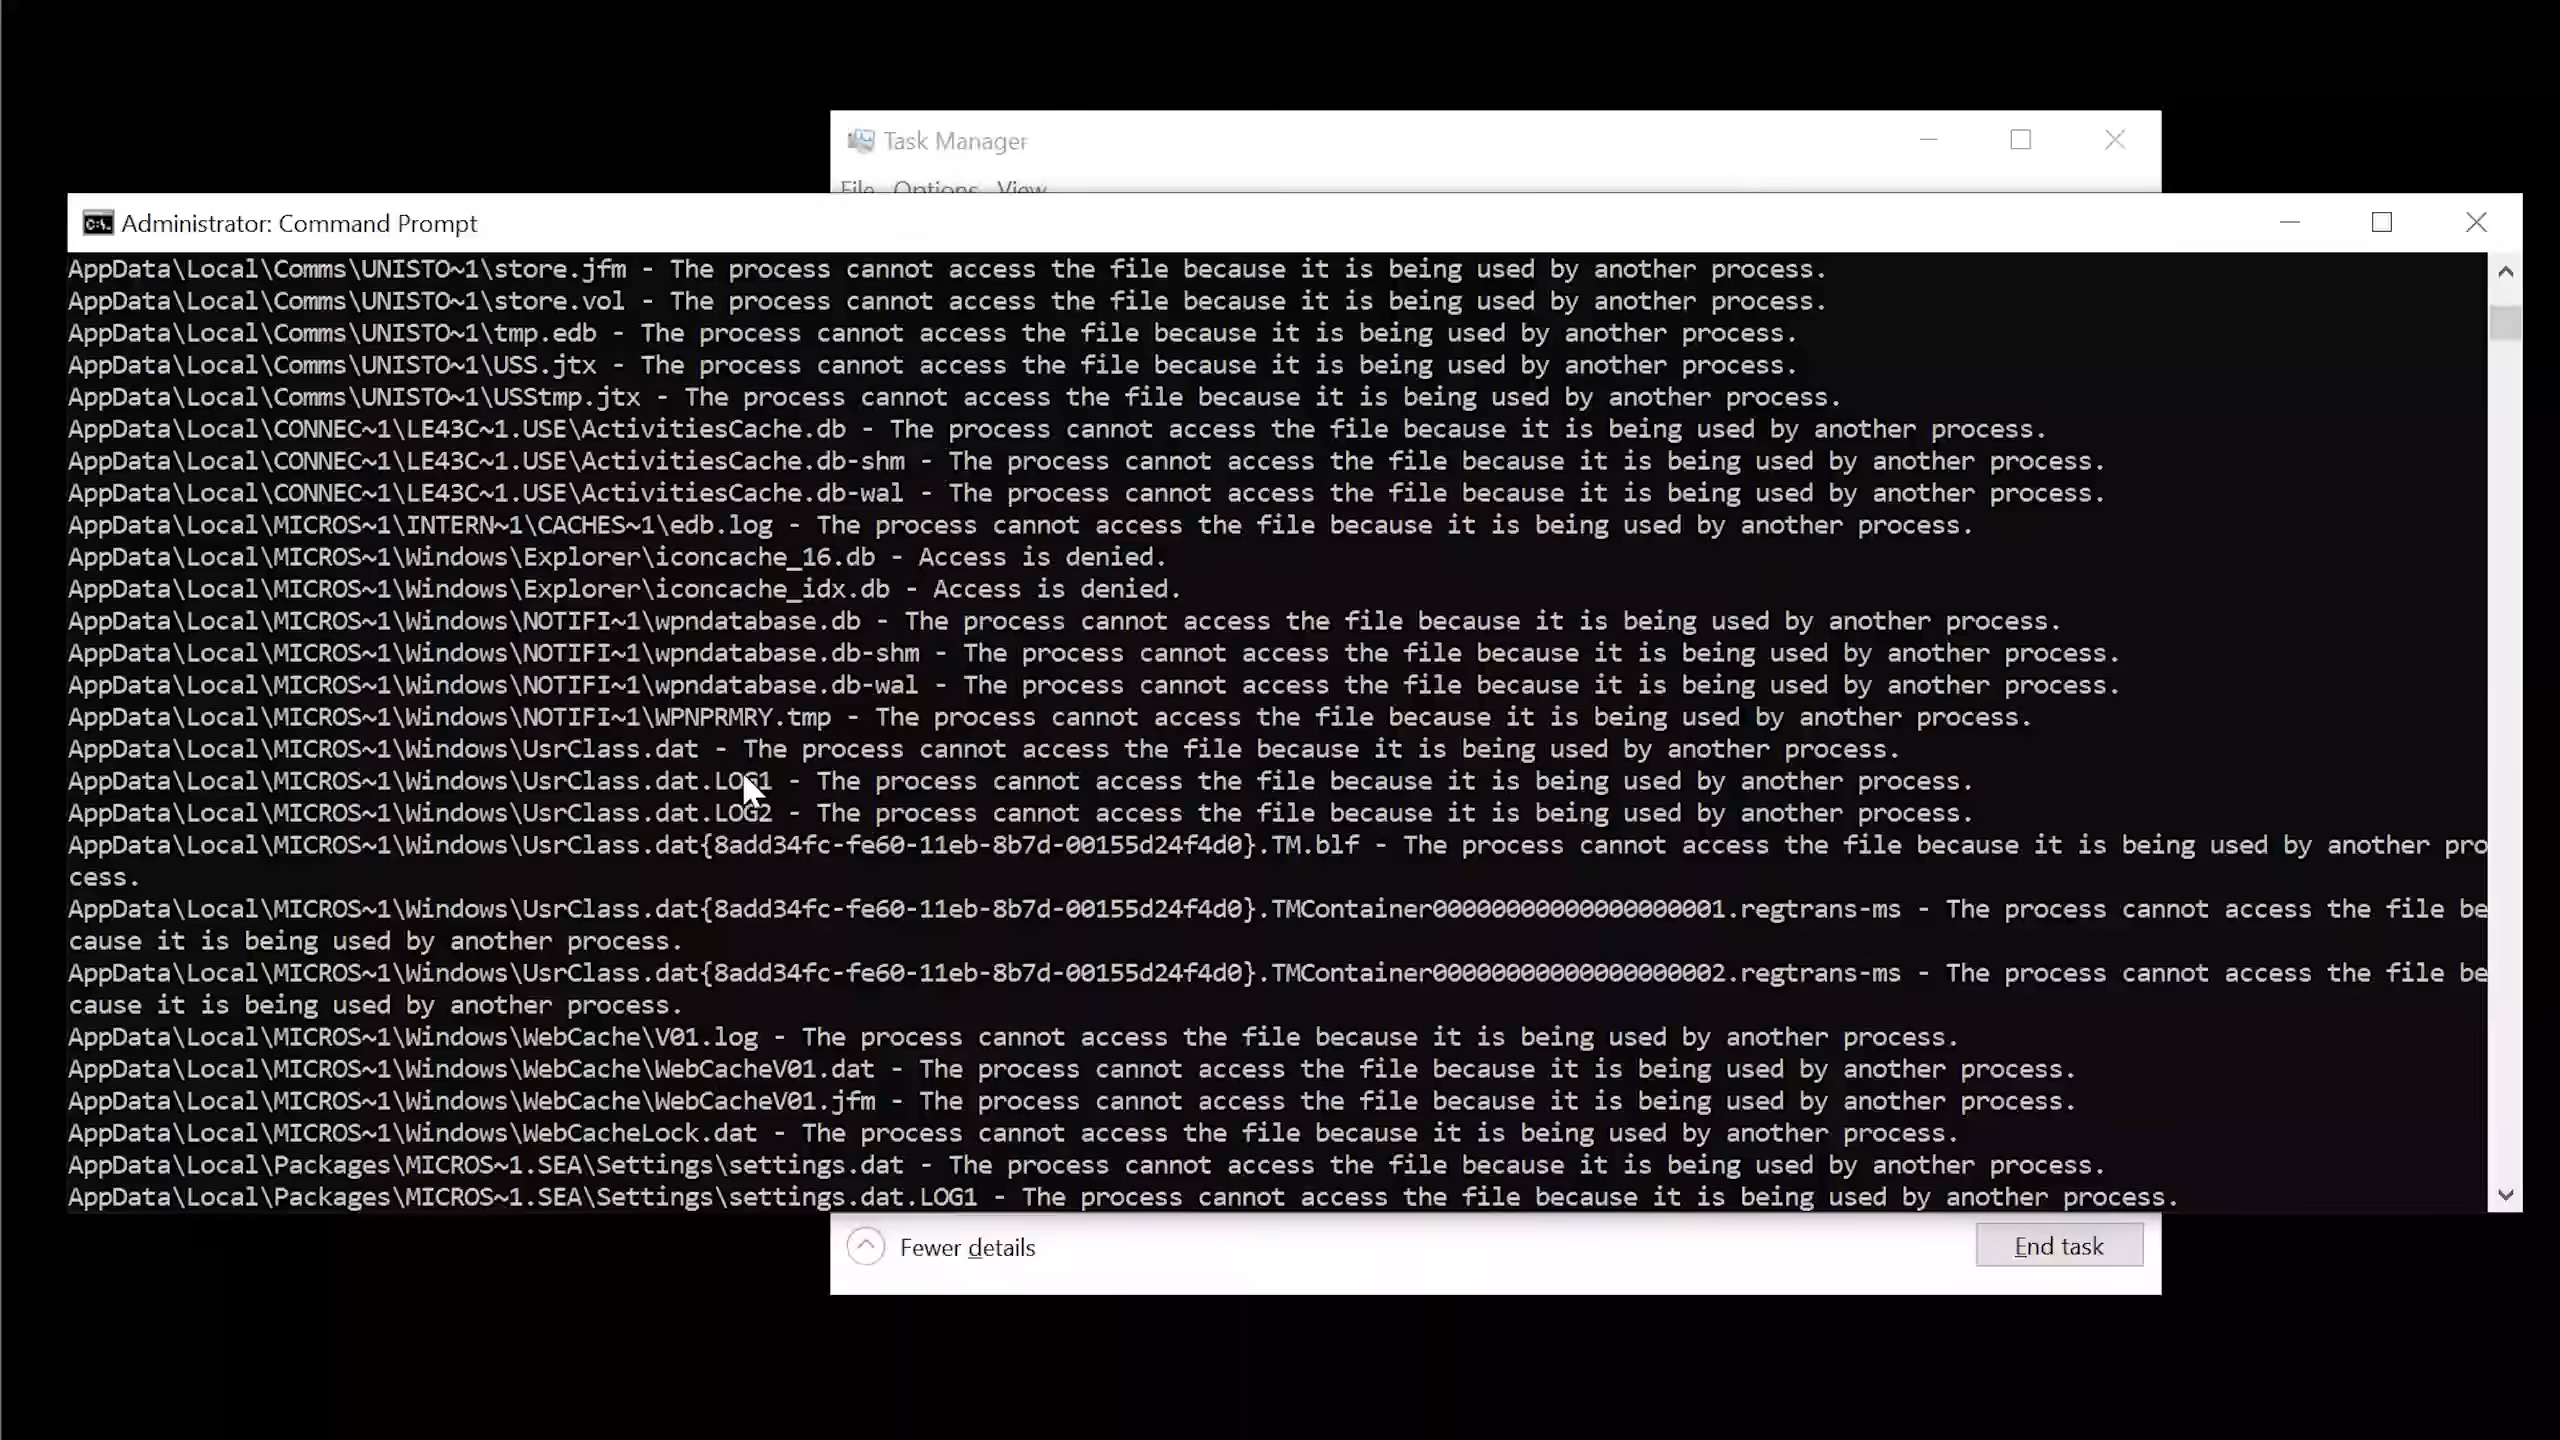 Task Manager
File Options View
Administrator: Command Prompt
AppData\Local\Comms\UNISTO~1\store.jfm - The process cannot access the file because it is being used by another process.
AppData\Local\Comms\UNISTO~1\store.vol - The process cannot access the file because it is being used by another process.
AppData\Local\Comms\UNISTO~1\tmp.edb - The process cannot access the file because it is being used by another process.
AppData\Local\Comms\UNISTO~1\USS.jtx - The process cannot access the file because it is being used by another process.
AppData\Local\Comms\UNISTO~1\USStmp.jtx - The process cannot access the file because it is being used by another process.
AppData\Local\CONNEC~1\LE43C~1.USE\ActivitiesCache.db - The process cannot access the file because it is being used by another process.
AppData\Local\CONNEC~1\LE43C~1.USE\ActivitiesCache.db-shm - The process cannot access the file because it is being used by another process.
AppData\Local\CONNEC~1\LE43C~1.USE\ActivitiesCache.db-wal - The process cannot access the file because it is being used by another process.
AppData\Local\MICROS~1\INTERN~1\CACHES~1\edb.log - The process cannot access the file because it is being used by another process.
AppData\Local\MICROS~1\Windows\Explorer\iconcache_16.db - Access is denied.
AppData\Local\MICROS~1\Windows\Explorer\iconcache_idx.db - Access is denied.
AppData\Local\MICROS~1\Windows\NOTIFI~1\wpndatabase.db - The process cannot access the file because it is being used by another process.
AppData\Local\MICROS~1\Windows\NOTIFI~1\wpndatabase.db-shm - The process cannot access the file because it is being used by another process.
AppData\Local\MICROS~1\Windows\NOTIFI~1\wpndatabase.db-wal - The process cannot access the file because it is being used by another process.
AppData\Local\MICROS~1\Windows\NOTIFI~1\WPNPRMRY.tmp - The process cannot access the file because it is being used by another process.
AppData\Local\MICROS~1\Windows\UsrClass.dat - The process cannot access the file because it is being used by another process.
AppData\Local\MICROS~1\Windows\UsrClass.dat.LOG1 - The process cannot access the file because it is being used by another process.
AppData\Local\MICROS~1\Windows\UsrClass.dat.LOG2 - The process cannot access the file because it is being used by another process.
AppData\Local\MICROS~1\Windows\UsrClass.dat{8add34fc-fe60-11eb-8b7d-00155d24f4d0}.TM.blf - The process cannot access the file because it is being used by another pro
cess.
AppData\Local\MICROS~1\Windows\UsrClass.dat{8add34fc-fe60-11eb-8b7d-00155d24f4d0}.TMContainer00000000000000000001.regtrans-ms - The process cannot access the file be
cause it is being used by another process.
AppData\Local\MICROS~1\Windows\UsrClass.dat{8add34fc-fe60-11eb-8b7d-00155d24f4d0}.TMContainer00000000000000000002.regtrans-ms - The process cannot access the file be
cause it is being used by another process.
AppData\Local\MICROS~1\Windows\WebCache\V01.log - The process cannot access the file because it is being used by another process.
AppData\Local\MICROS~1\Windows\WebCache\WebCacheV01.dat - The process cannot access the file because it is being used by another process.
AppData\Local\MICROS~1\Windows\WebCache\WebCacheV01.jfm - The process cannot access the file because it is being used by another process.
AppData\Local\MICROS~1\Windows\WebCacheLock.dat - The process cannot access the file because it is being used by another process.
AppData\Local\Packages\MICROS~1.SEA\Settings\settings.dat - The process cannot access the file because it is being used by another process.
AppData\Local\Packages\MICROS~1.SEA\Settings\settings.dat.LOG1 - The process cannot access the file because it is being used by another process.
Fewer details
End task